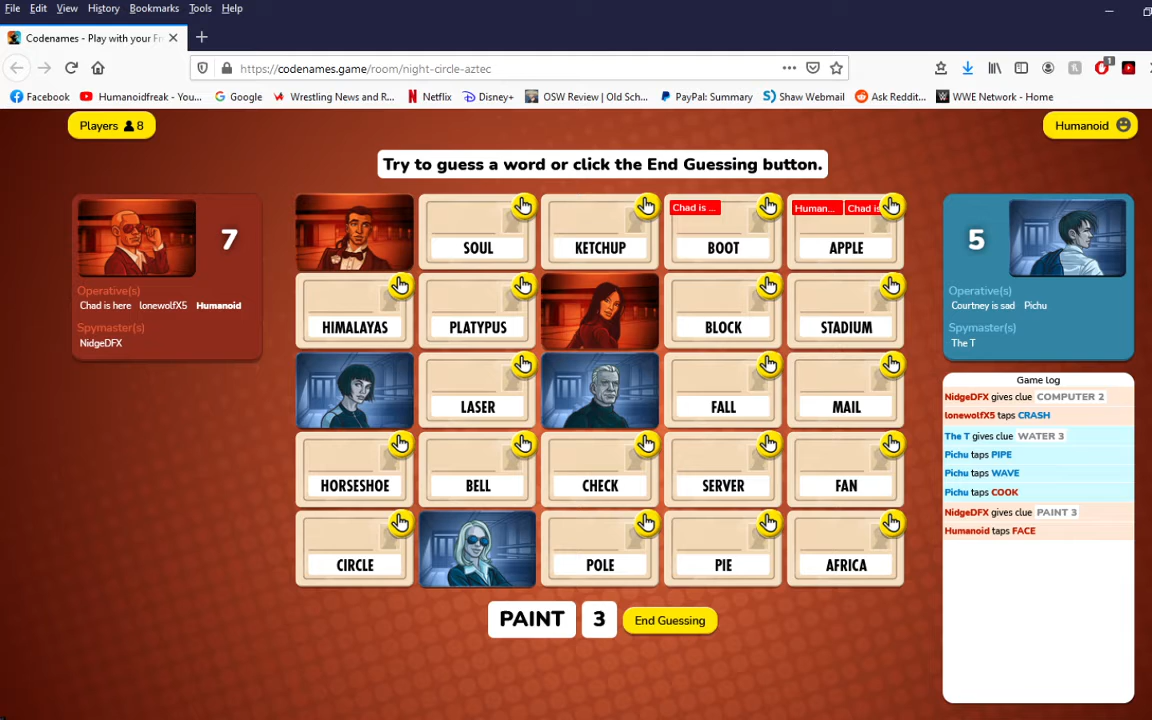 File Edit View History Bookmarks Tools Help
Codenames - Play with your Fr
https://codenames.game/room/night-circle-aztec
Facebook Humanoidfreak - You... Google Wrestling News and R... Netflix Disney+ OSW Review | Old Sch... PayPal: Summary Shaw Webmail Ask Reddit... WWE Network - Home
Players 8
Humanoid
Try to guess a word or click the End Guessing button.
7
Operative(s)
Chad is here lonewolfX5 Humanoid
Spymaster(s)
NidgeDFX
Chad is ... Human... Chad is
SOUL KETCHUP BOOT APPLE
HIMALAYAS PLATYPUS BLOCK STADIUM
LASER FALL MAIL
HORSESHOE BELL CHECK SERVER FAN
CIRCLE POLE PIE AFRICA
PAINT 3 End Guessing
5
Operative(s)
Courtney is sad Pichu
Spymaster(s)
The T
Game log
NidgeDFX gives clue COMPUTER 2
lonewolfX5 taps CRASH
The T gives clue WATER 3
Pichu taps PIPE
Pichu taps WAVE
Pichu taps COOK
NidgeDFX gives clue PAINT 3
Humanoid taps FACE